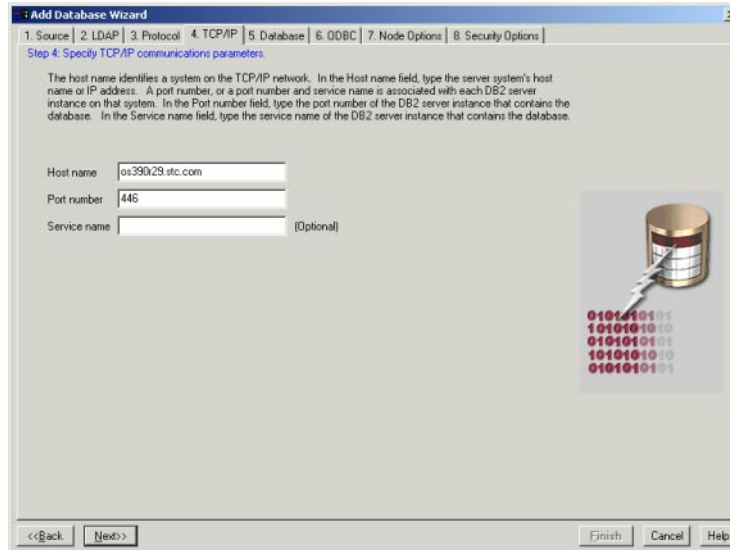 Add Database Wizard
1. Source 2. LDAP 3. Protocol 4. TCP/IP 5. Database 6. ODBC 7. Node Options 8. Security Options
Step 4: Specify TCP/IP communications parameters.
The host name identifies a system on the TCP/IP network. In the Host name field, type the server system's host
name or IP address. A port number, or a port number and service name is associated with each DB2 server
instance on that system. In the Port number field, type the port number of the DB2 server instance that contains the
database. In the Service name field, type the service name of the DB2 server instance that contains the database.
Host name os390r29.stc.com
Port number 446
Service name (Optional)
0101010101
1010101010
0101010101
1010101010
0101010101
<<Back Next>> Finish Cancel Help